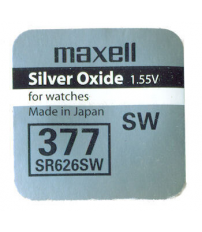 maxell
Silver Oxide 1.55V
for watches
Made in Japan
SW
377
SR626SW